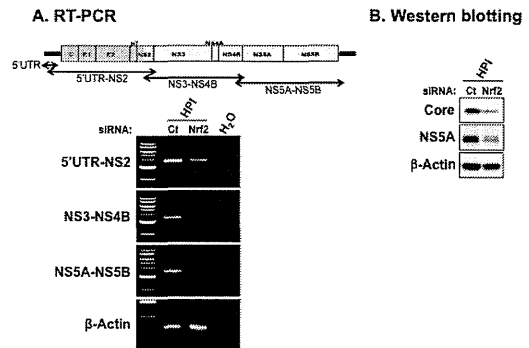 A. RT-PCR
C E1 E2 NS2 NS3 NS4B NS5A NS5B
5'UTR
5'UTR-NS2
NS3-NS4B
NS5A-NS5B
HPI
siRNA: Ct Nrf2 H2O
5'UTR-NS2
NS3-NS4B
NS5A-NS5B
β-Actin
B. Western blotting
HPI
siRNA: Ct Nrf2
Core
NS5A
β-Actin